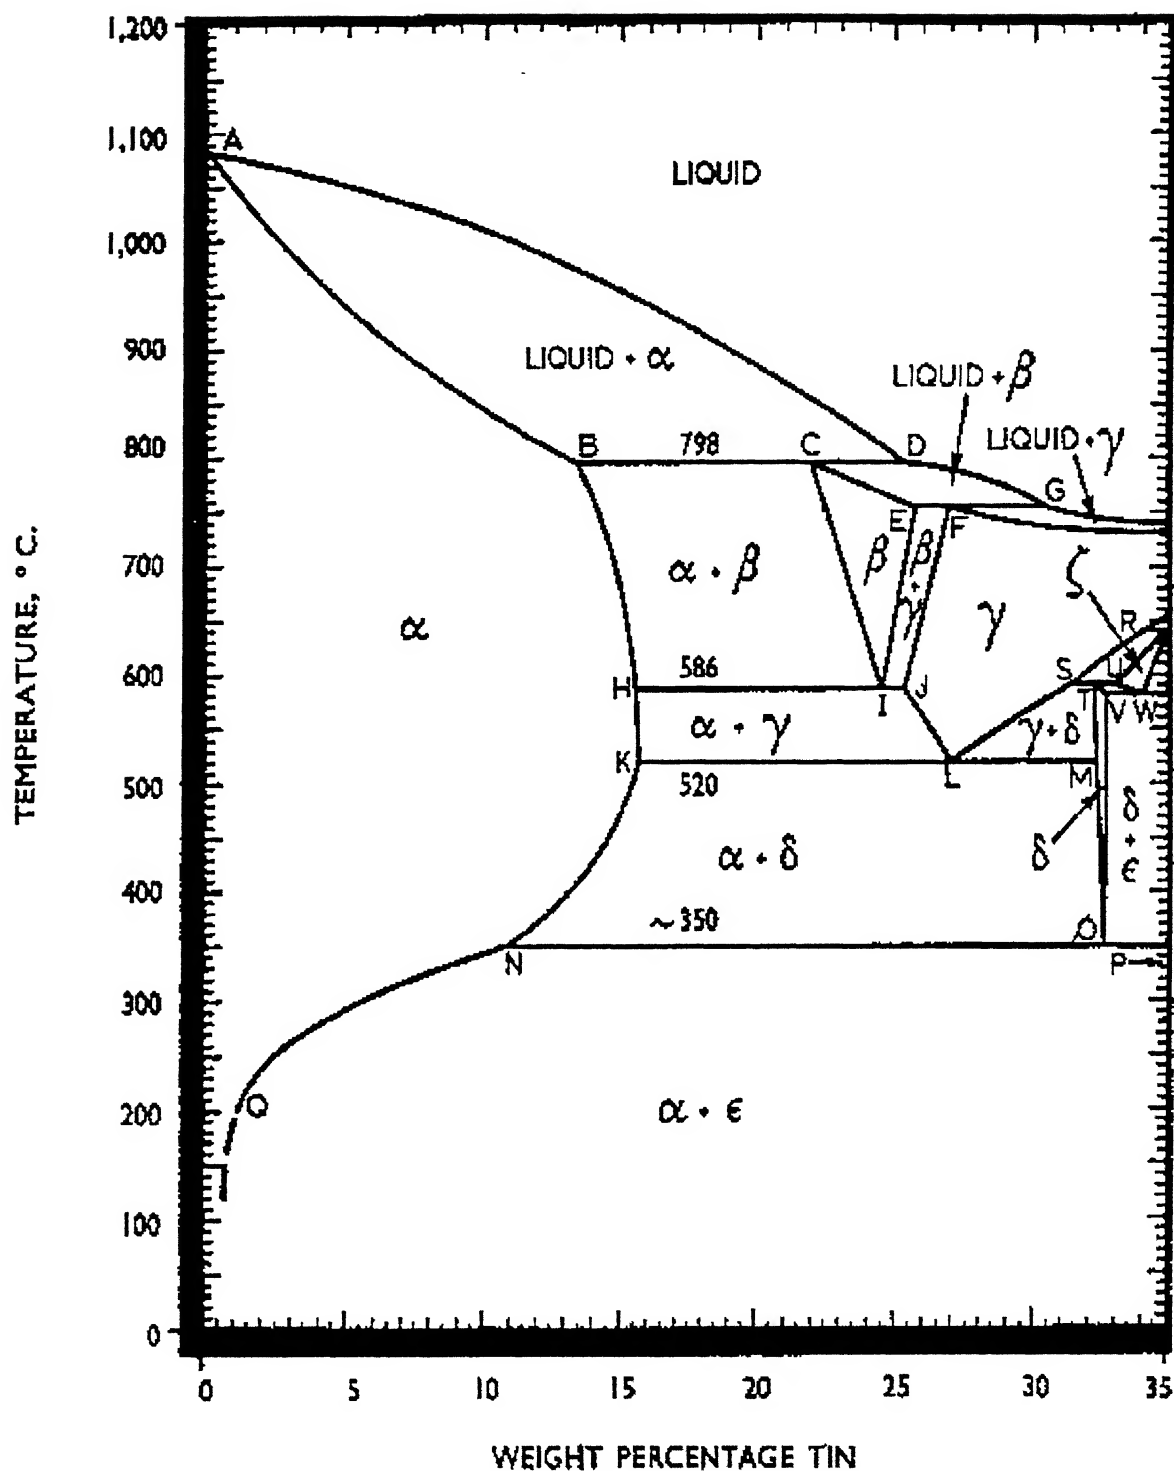 1,200
1,100
A
LIQUID
1,000
900
LIQUID + α
LIQUID + β
LIQUID + γ
800
B
798
C
D
G
E
F
700
α + β
β
β + γ
γ
ζ
α
R
600
H
586
I
J
S
U
T
V
W
α + γ
γ + δ
K
520
L
M
500
α + δ
δ
δ + ϵ
400
~350
O
N
P
300
Q
200
α + ϵ
100
0
0 5 10 15 20 25 30 35
TEMPERATURE, °C.
WEIGHT PERCENTAGE TIN